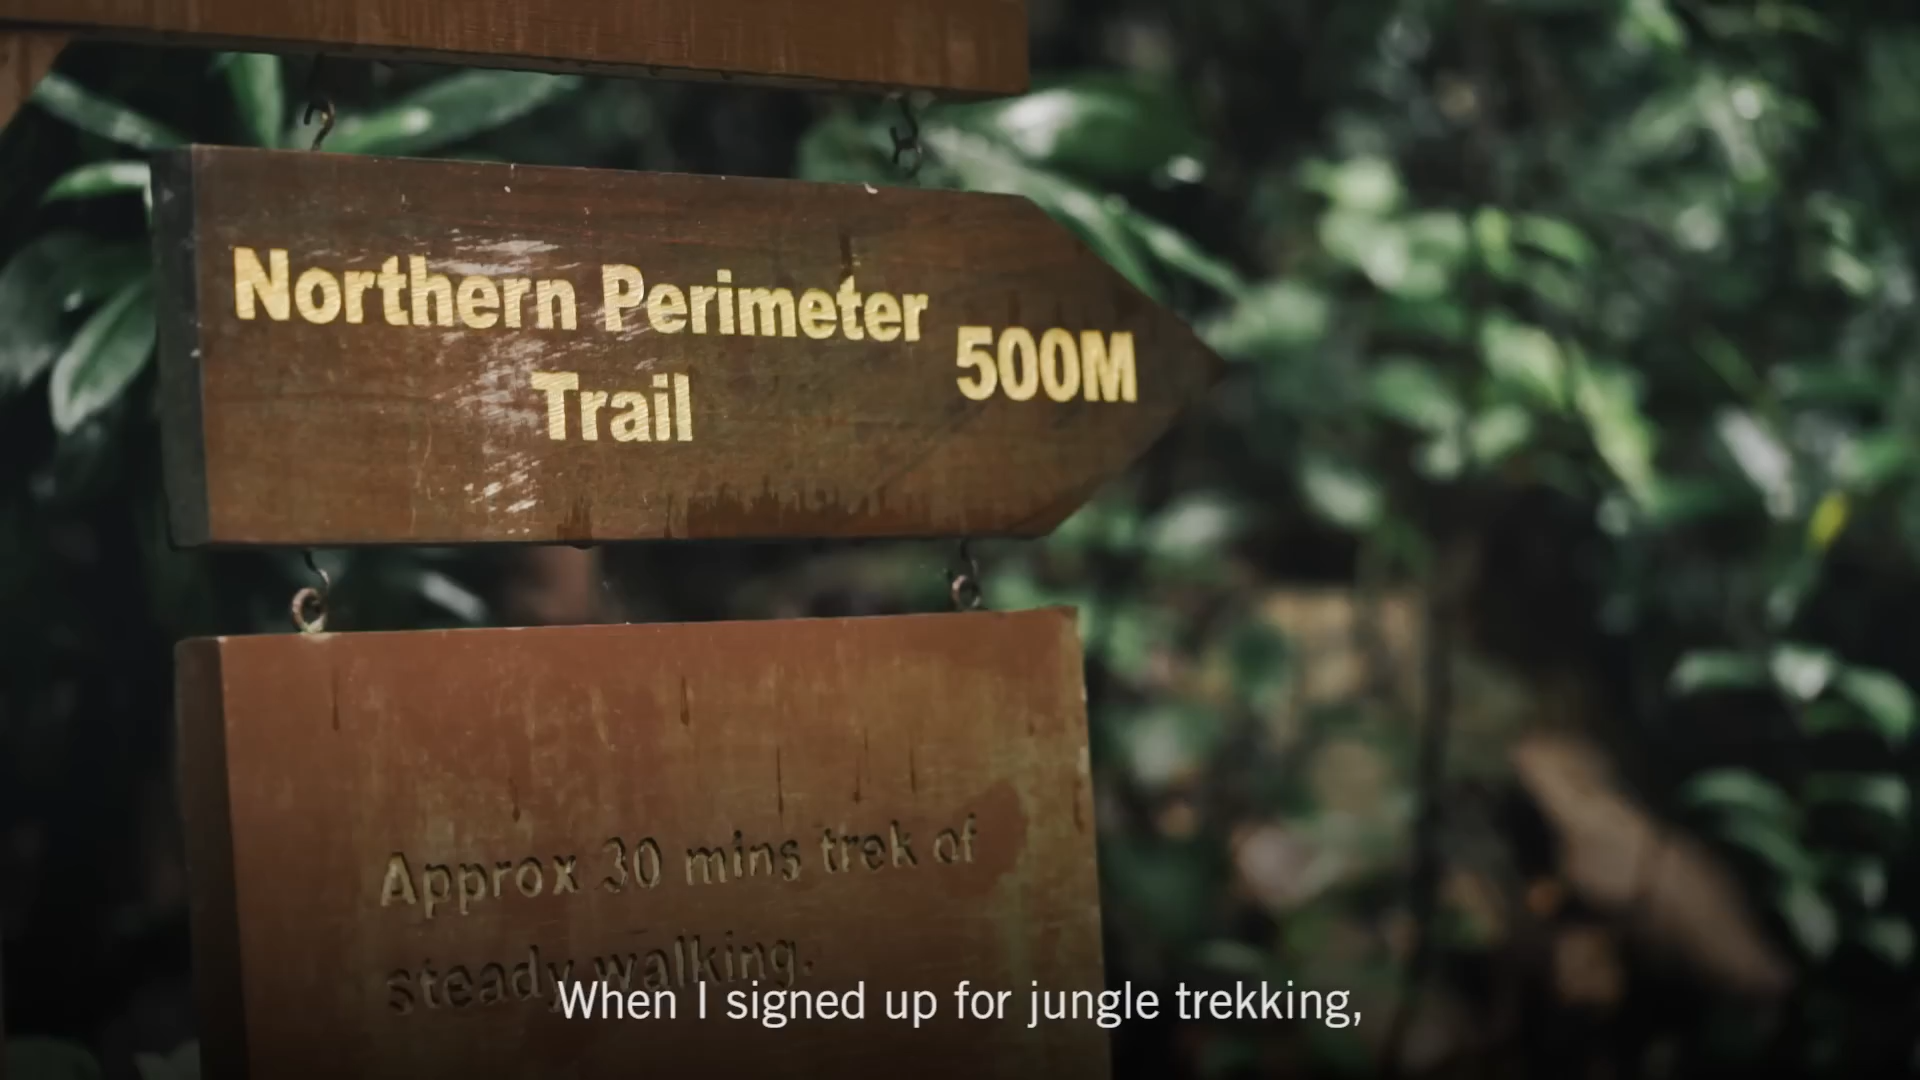 Northern Perimeter
Trail
500M
Approx 30 mins trek of
steady walking.
When I signed up for jungle trekking,